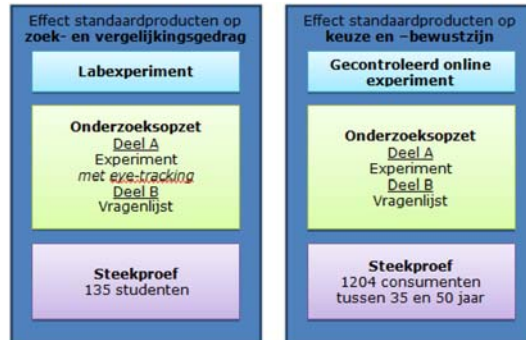 Effect standaardproducten op
zoek- en vergelijkingsgedrag
Labexperiment
Onderzoeksopzet
Deel A
Experiment
met eye-tracking
Deel B
Vragenlijst
Steekproef
135 studenten
Effect standaardproducten op
keuze en –bewustzijn
Gecontroleerd online
experiment
Onderzoeksopzet
Deel A
Experiment
Deel B
Vragenlijst
Steekproef
1204 consumenten
tussen 35 en 50 jaar